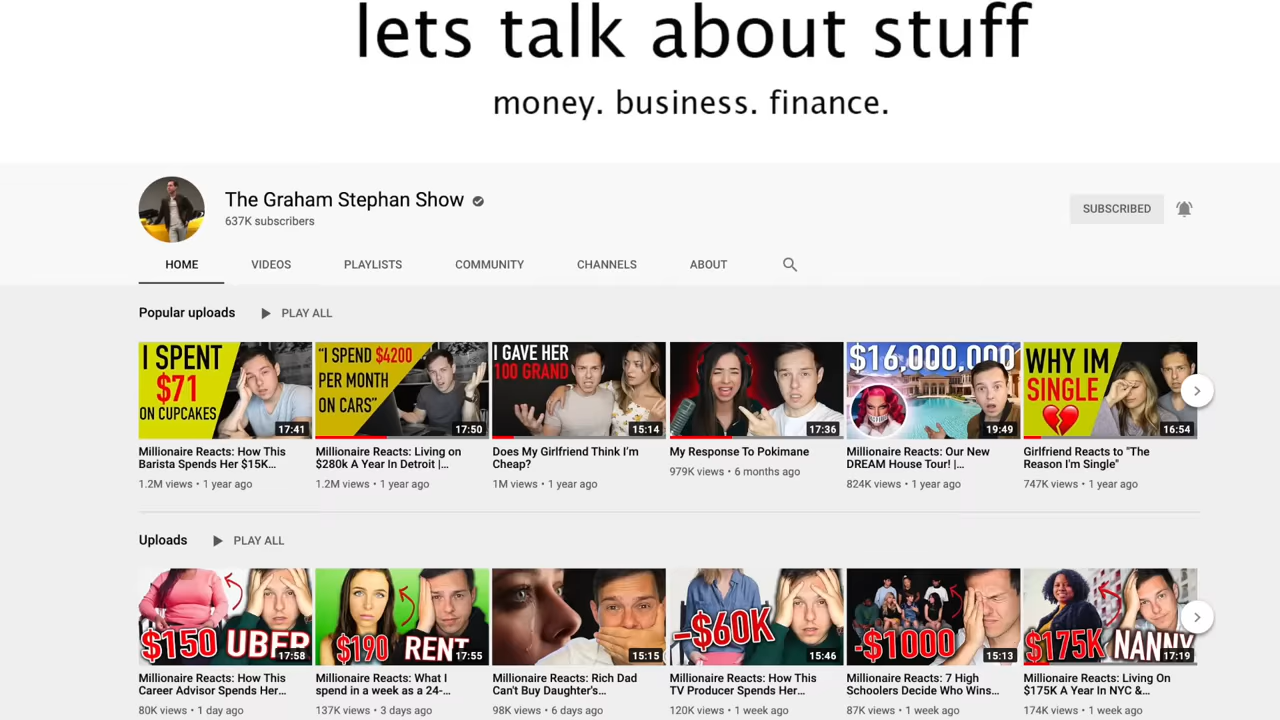 lets talk about stuff
money. business. finance.
The Graham Stephan Show
637K subscribers
SUBSCRIBED
HOME VIDEOS PLAYLISTS COMMUNITY CHANNELS ABOUT
Popular uploads PLAY ALL
I SPENT
$71
ON CUPCAKES
17:41
"I SPEND $4200
PER MONTH
ON CARS"
17:50
I GAVE HER
100 GRAND
15:14
17:36
$16,000,000
19:49
WHY IM
SINGLE
16:54
Millionaire Reacts: How This
Barista Spends Her $15K...
1.2M views • 1 year ago
Millionaire Reacts: Living on
$280k A Year In Detroit |...
1.2M views • 1 year ago
Does My Girlfriend Think I'm
Cheap?
1M views • 1 year ago
My Response To Pokimane
979K views • 6 months ago
Millionaire Reacts: Our New
DREAM House Tour! |...
824K views • 1 year ago
Girlfriend Reacts to "The
Reason I'm Single"
747K views • 1 year ago
Uploads PLAY ALL
$150 UBER
17:58
$190 RENT
17:55
15:15
-$60K
15:46
-$1000
15:13
$175K NANNY
17:19
Millionaire Reacts: How This
Career Advisor Spends Her...
80K views • 1 day ago
Millionaire Reacts: What I
spend in a week as a 24-...
137K views • 3 days ago
Millionaire Reacts: Rich Dad
Can't Buy Daughter's...
98K views • 6 days ago
Millionaire Reacts: How This
TV Producer Spends Her...
120K views • 1 week ago
Millionaire Reacts: 7 High
Schoolers Decide Who Wins...
87K views • 1 week ago
Millionaire Reacts: Living On
$175K A Year In NYC &...
174K views • 1 week ago